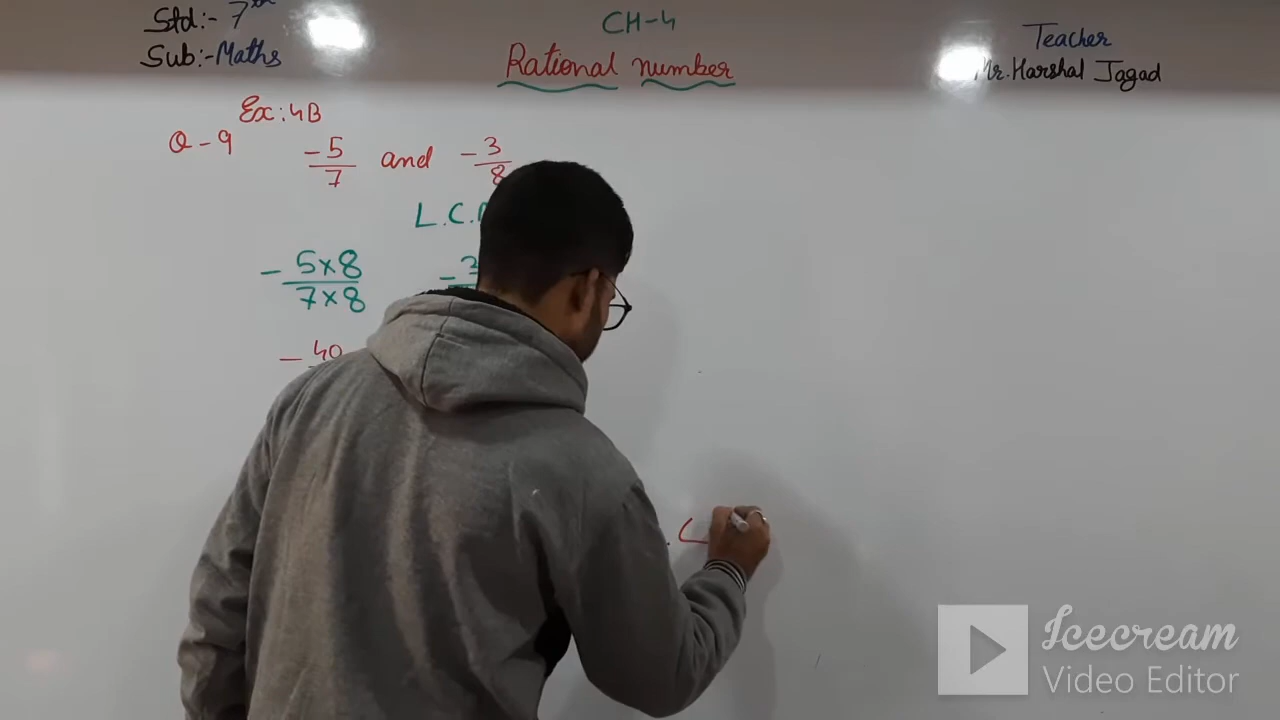 Std:- 7th
Sub:-Maths
CH-4
Rational number
Teacher
Mr.Harshal Jagad
Ex:4B
Q-9 -5/7 and -3/8
L.C.
-5×8/7×8 -3
-40
Icecream
Video Editor